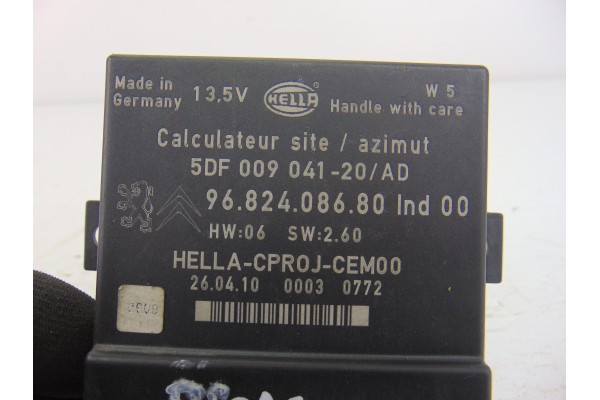 Made in
Germany
13,5V
HELLA
W 5
Handle with care
Calculateur site / azimut
5DF 009 041-20/AD
96.824.086.80 Ind 00
HW:06 SW:2.60
HELLA-CPROJ-CEM00
26.04.10 0003 0772